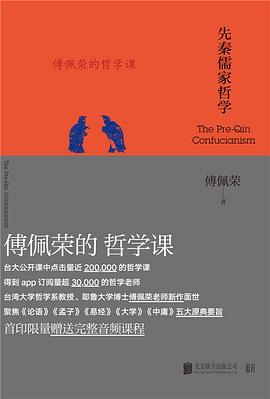 傅佩荣的哲学课
先秦儒家哲学
The Pre-Qin
Confucianism
傅佩荣
著
The Pre-Qin
Confucianism
傅佩荣的 哲学课
台大公开课中点击量近 200,000 的哲学课
得到 app 订阅量超 30,000 的哲学老师
台湾大学哲学系教授、耶鲁大学博士傅佩荣老师新作面世
聚焦《论语》《孟子》《易经》《大学》《中庸》五大原典要旨
首印限量赠送完整音频课程
北京联合出版公司